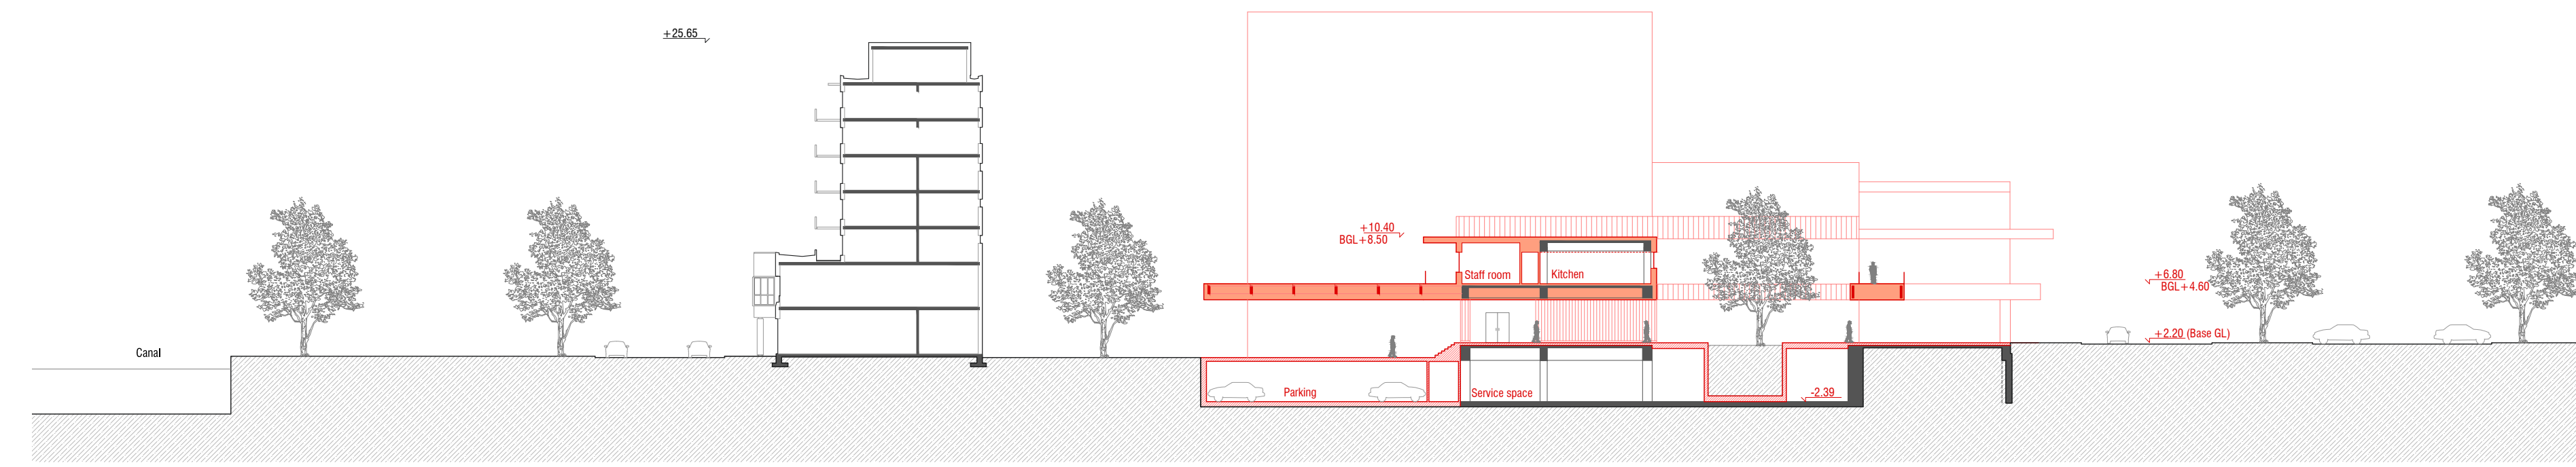 +25.65
+10.40
BGL+8.50
Staff room
Kitchen
+6.80
BGL+4.60
+2.20 (Base GL)
Canal
Parking
Service space
-2.39